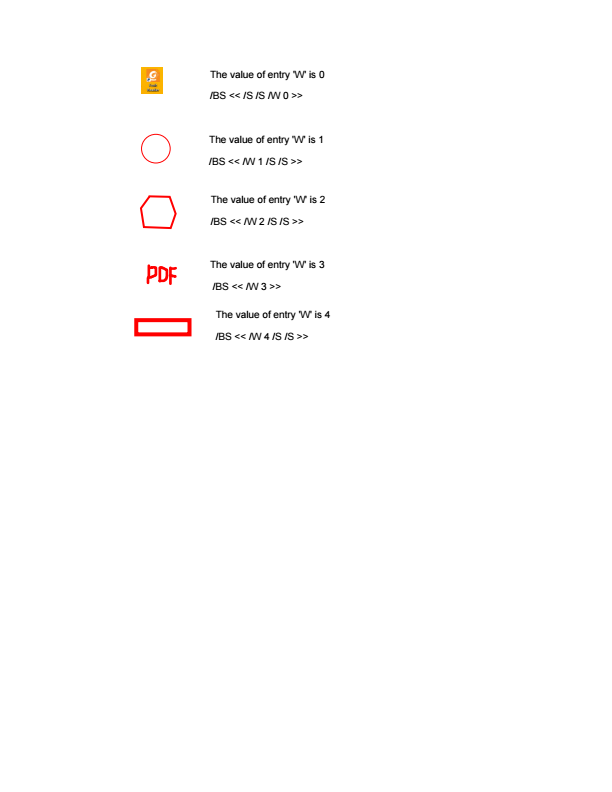 The value of entry 'W' is 0
/BS << /S /S /W 0 >>
The value of entry 'W' is 1
/BS << /W 1 /S /S >>
The value of entry 'W' is 2
/BS << /W 2 /S /S >>
PDF
The value of entry 'W' is 3
/BS << /W 3 >>
The value of entry 'W' is 4
/BS << /W 4 /S /S >>